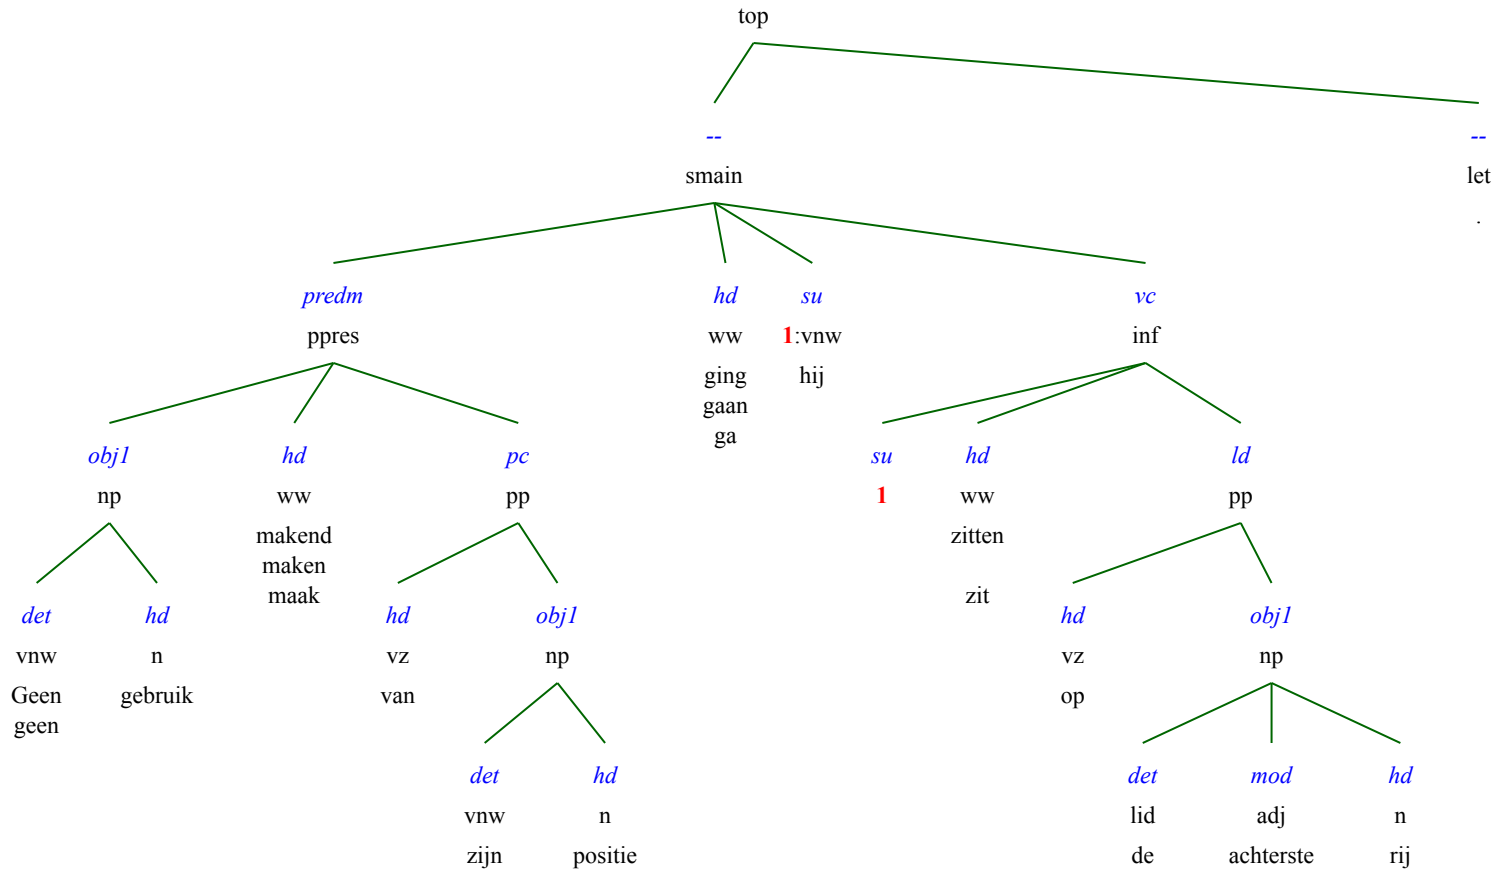 top
-- --
smain let
.
predm hd su vc
ppres ww 1:vnw inf
ging hij
gaan
ga
obj1 hd pc su hd ld
np ww pp 1 ww pp
makend zitten
maken
maak zit
det hd hd obj1 hd obj1
vnw n vz np vz np
Geen gebruik van op
geen
det hd det mod hd
vnw n lid adj n
zijn positie de achterste rij